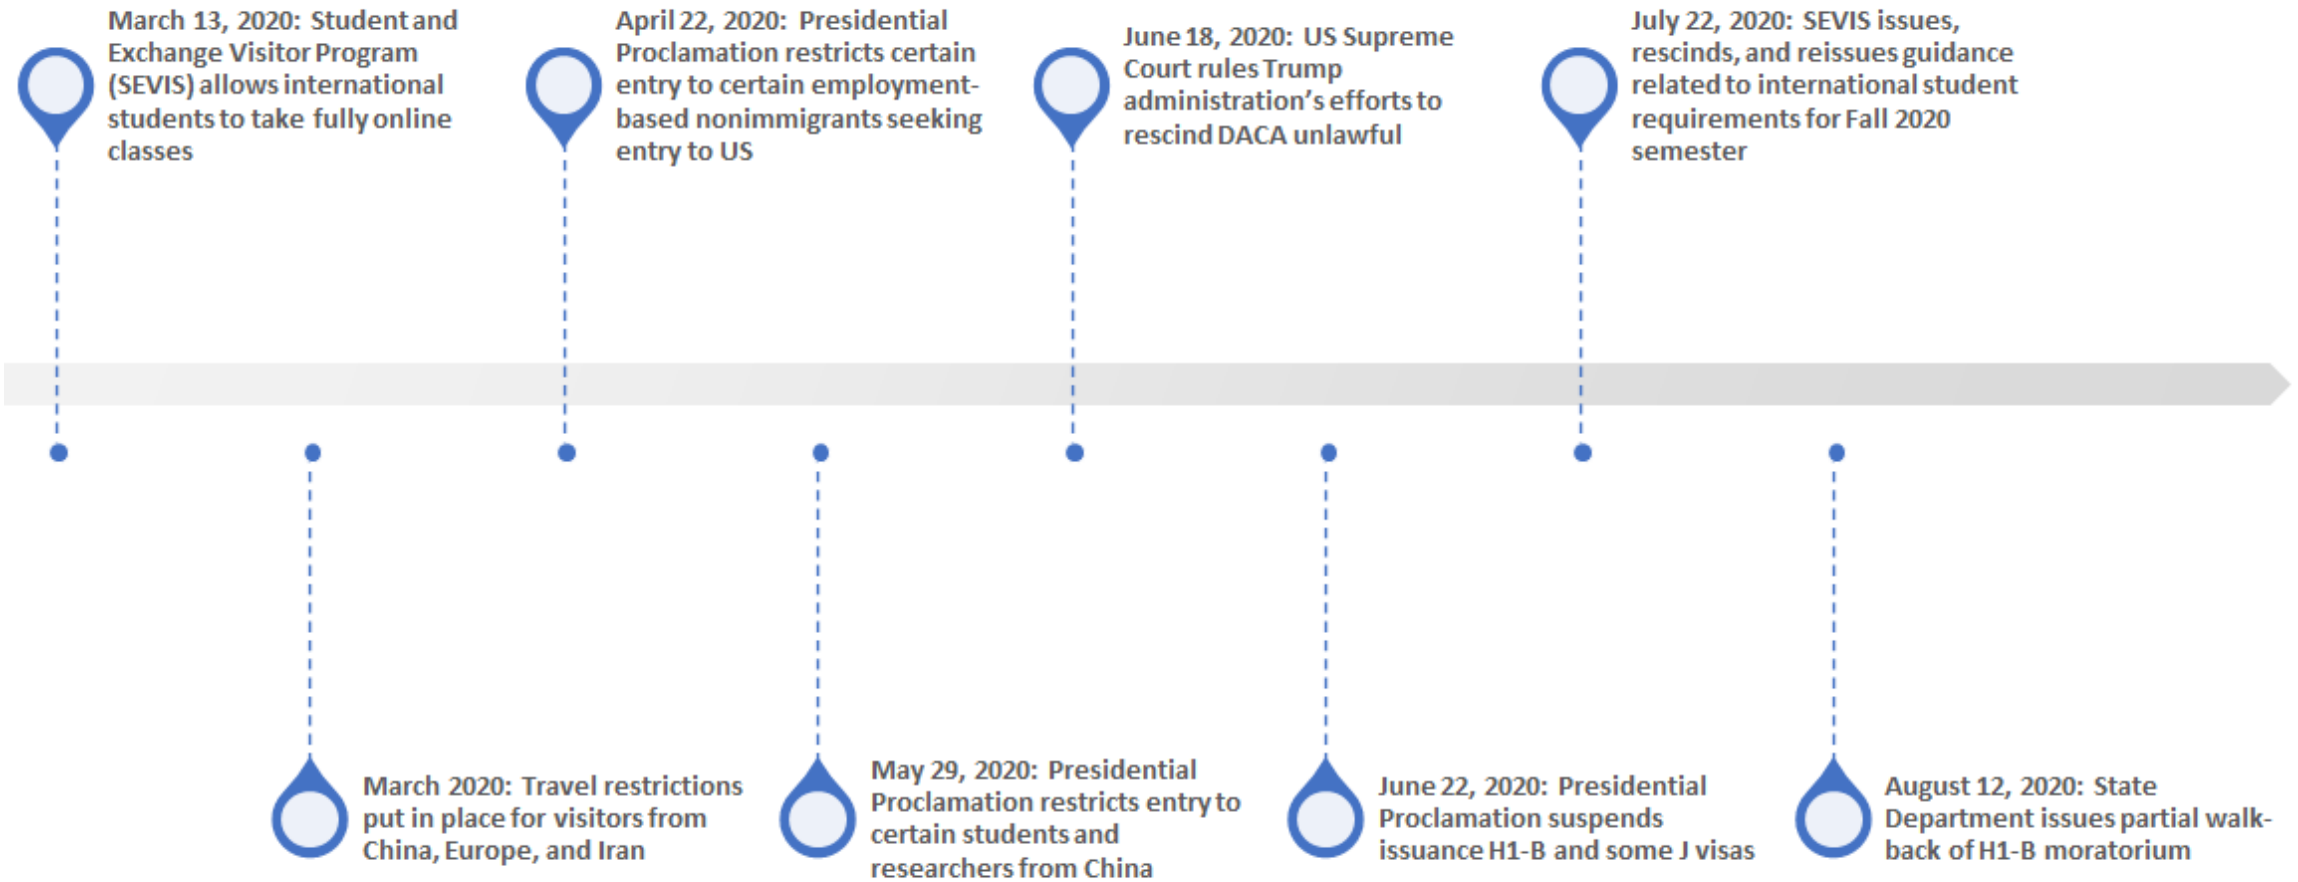 March 13, 2020: Student and
Exchange Visitor Program
(SEVIS) allows international
students to take fully online
classes
March 2020: Travel restrictions
put in place for visitors from
China, Europe, and Iran
April 22, 2020: Presidential
Proclamation restricts certain
entry to certain employment-
based nonimmigrants seeking
entry to US
May 29, 2020: Presidential
Proclamation restricts entry to
certain students and
researchers from China
June 18, 2020: US Supreme
Court rules Trump
administration's efforts to
rescind DACA unlawful
June 22, 2020: Presidential
Proclamation suspends
issuance H1-B and some J visas
July 22, 2020: SEVIS issues,
rescinds, and reissues guidance
related to international student
requirements for Fall 2020
semester
August 12, 2020: State
Department issues partial walk-
back of H1-B moratorium